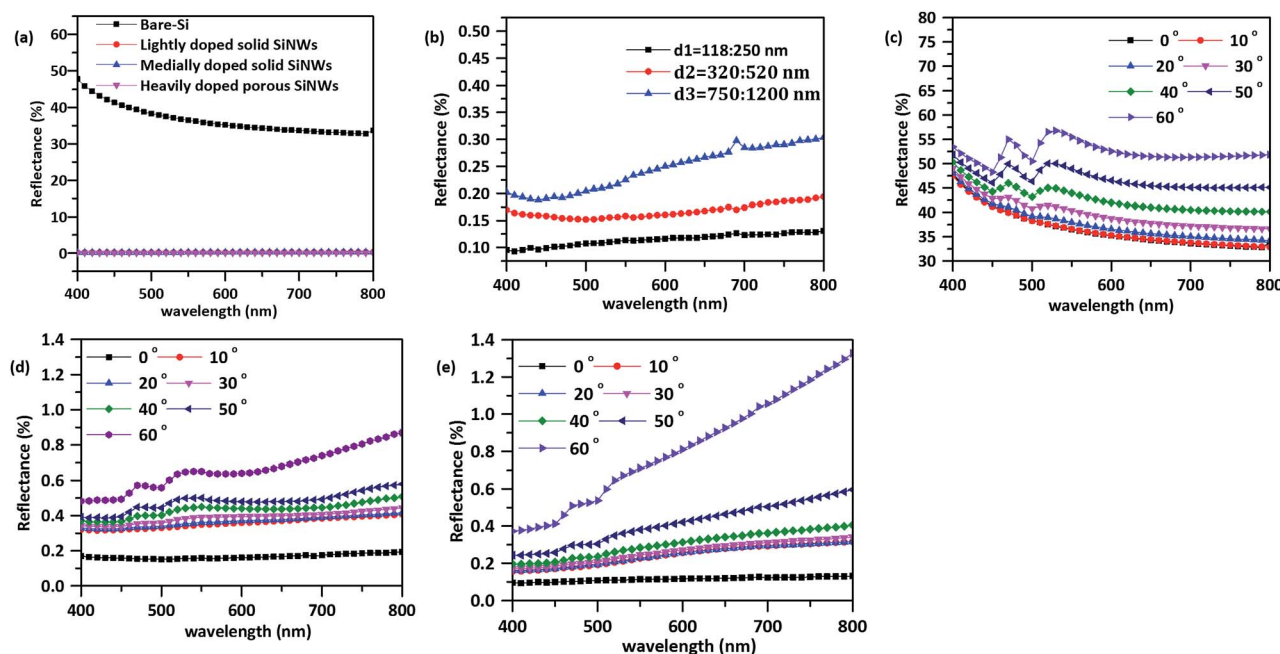 (a)
Bare-Si
Lightly doped solid SiNWs
Medially doped solid SiNWs
Heavily doped porous SiNWs
Reflectance (%)
60
50
40
30
20
10
0
400 500 600 700 800
wavelength (nm)
(b)
d1=118:250 nm
d2=320:520 nm
d3=750:1200 nm
Reflectance (%)
0.50
0.45
0.40
0.35
0.30
0.25
0.20
0.15
0.10
400 500 600 700 800
wavelength (nm)
(c)
0 ° 10 °
20 ° 30 °
40 ° 50 °
60 °
Reflectance (%)
80
75
70
65
60
55
50
45
40
35
30
400 500 600 700 800
wavelength (nm)
(d)
0 ° 10 °
20 ° 30 °
40 ° 50 °
60 °
Reflectance (%)
1.4
1.2
1.0
0.8
0.6
0.4
0.2
0.0
400 500 600 700 800
wavelength (nm)
(e)
0 ° 10 °
20 ° 30 °
40 ° 50 °
60 °
Reflectance (%)
1.4
1.2
1.0
0.8
0.6
0.4
0.2
0.0
400 500 600 700 800
wavelength (nm)